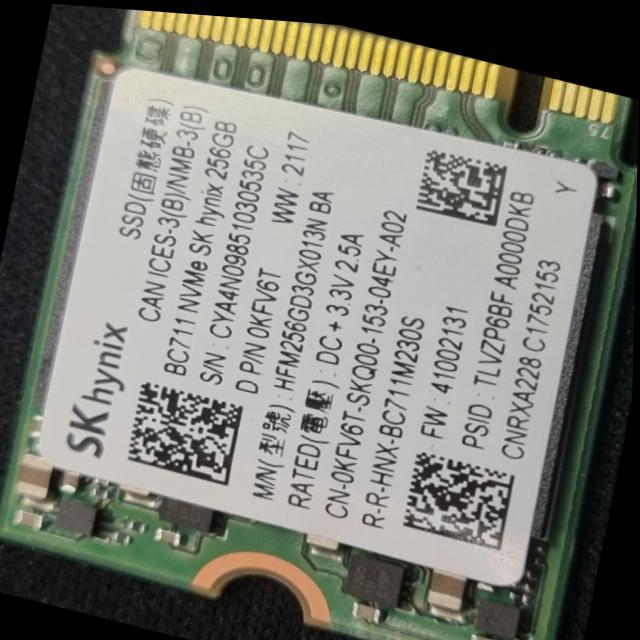 SK hynix
SSD(固態硬碟)
CAN ICES-3(B)/NMB-3(B)
BC711 NVMe SK hynix 256GB
S/N : CYA4N09851030535C
D P/N 0KFV6T WW : 2117
MN(型號) : HFM256GD3GX013N BA
RATED(電壓) : DC + 3.3V 2.5A
CN-0KFV6T-SKQ00-153-04EY-A02
R-R-HNX-BC711M230S
FW : 41002131
PSID : TLVZP6BF A0000DKB
CNRXA228 C1752153
Y
75